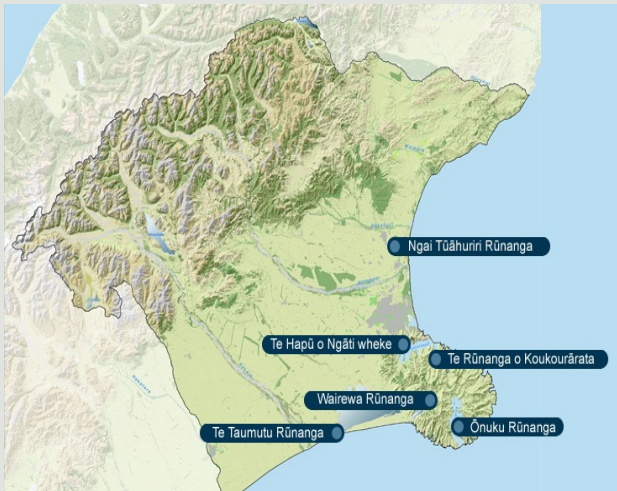 Ngai Tūāhuriri Rūnanga
Te Hapū o Ngāti wheke
Te Rūnanga o Koukourārata
Wairewa Rūnanga
Ōnuku Rūnanga
Te Taumutu Rūnanga